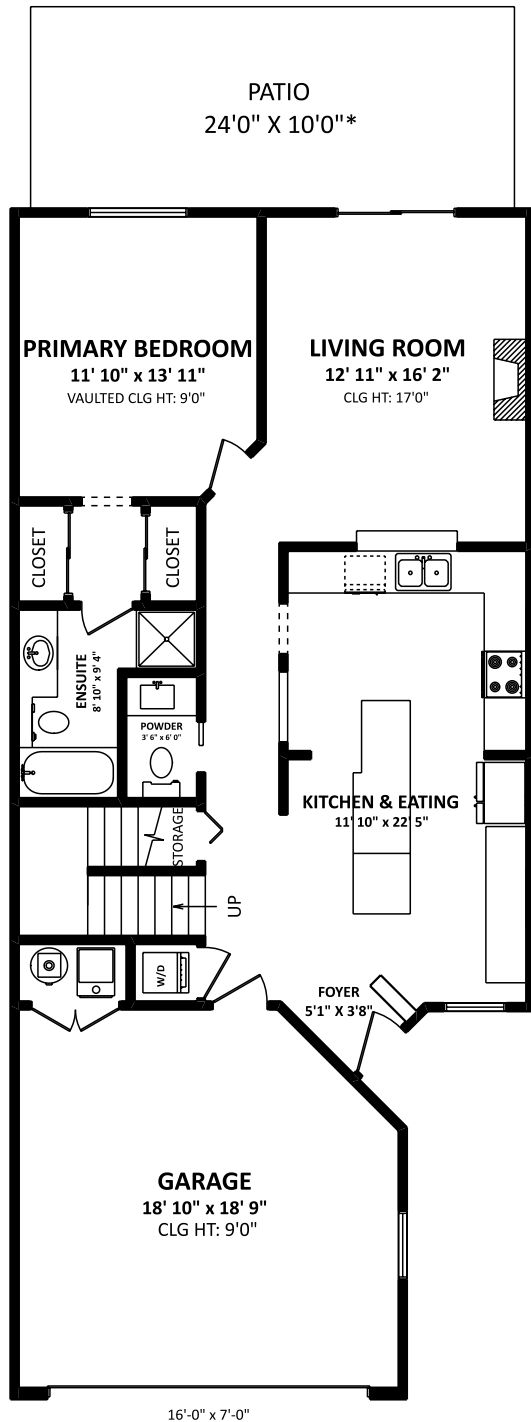 PATIO
24'0" X 10'0"*
PRIMARY BEDROOM
11' 10" x 13' 11"
VAULTED CLG HT: 9'0"
LIVING ROOM
12' 11" x 16' 2"
CLG HT: 17'0"
CLOSET
CLOSET
ENSUITE
8' 10" x 9' 4"
POWDER
3' 6" x 6' 0"
KITCHEN & EATING
11' 10" x 22' 5"
STORAGE
UP
W/D
FOYER
5'1" X 3'8"
GARAGE
18' 10" x 18' 9"
CLG HT: 9'0"
16'-0" x 7'-0"